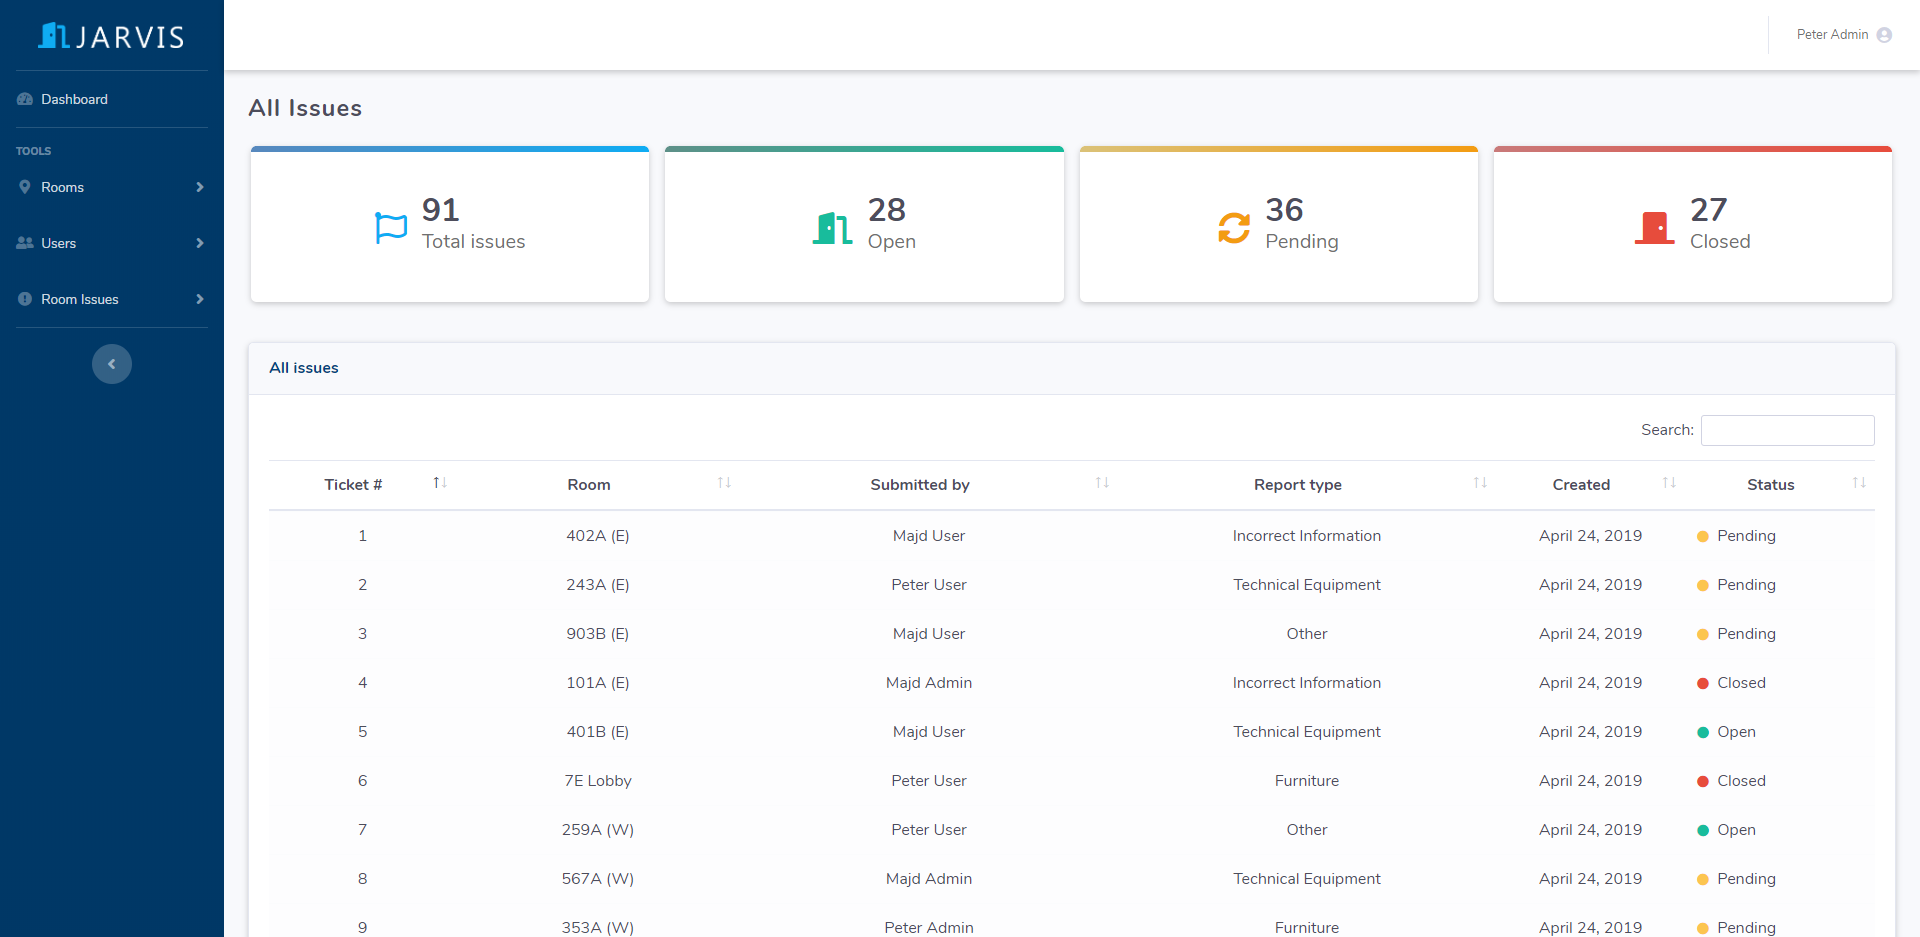 JARVIS
Peter Admin
Dashboard
TOOLS
Rooms
Users
Room Issues
All Issues
91
Total issues
28
Open
36
Pending
27
Closed
All issues
Search:
Ticket # Room Submitted by Report type Created Status
1 402A (E) Majd User Incorrect Information April 24, 2019 Pending
2 243A (E) Peter User Technical Equipment April 24, 2019 Pending
3 903B (E) Majd User Other April 24, 2019 Pending
4 101A (E) Majd Admin Incorrect Information April 24, 2019 Closed
5 401B (E) Majd User Technical Equipment April 24, 2019 Open
6 7E Lobby Peter User Furniture April 24, 2019 Closed
7 259A (W) Peter User Other April 24, 2019 Open
8 567A (W) Majd Admin Technical Equipment April 24, 2019 Pending
9 353A (W) Peter Admin Furniture April 24, 2019 Pending